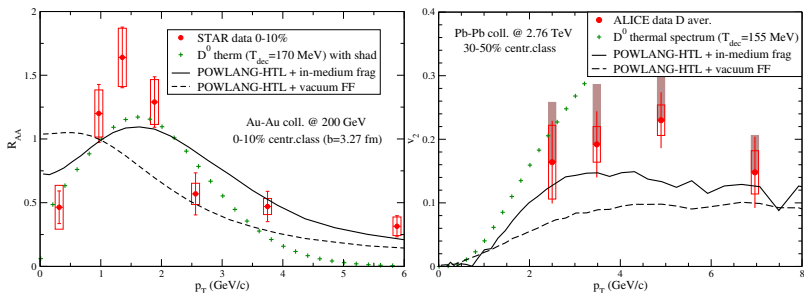 STAR data 0-10%
D⁰ therm (T_dec=170 MeV) with shad
POWLANG-HTL + in-medium frag
POWLANG-HTL + vacuum FF
Au-Au coll. @ 200 GeV
0-10% centr.class (b=3.27 fm)
2
1.5
1
0.5
0
R_AA
0 1 2 3 4 5 6
p_T (GeV/c)
Pb-Pb coll. @ 2.76 TeV
30-50% centr.class
ALICE data D aver.
D⁰ thermal spectrum (T_dec=155 MeV)
POWLANG-HTL + in-medium frag
POWLANG-HTL + vacuum FF
0.4
0.3
0.2
0.1
0
v_2
0 2 4 6 8
p_T (GeV/c)